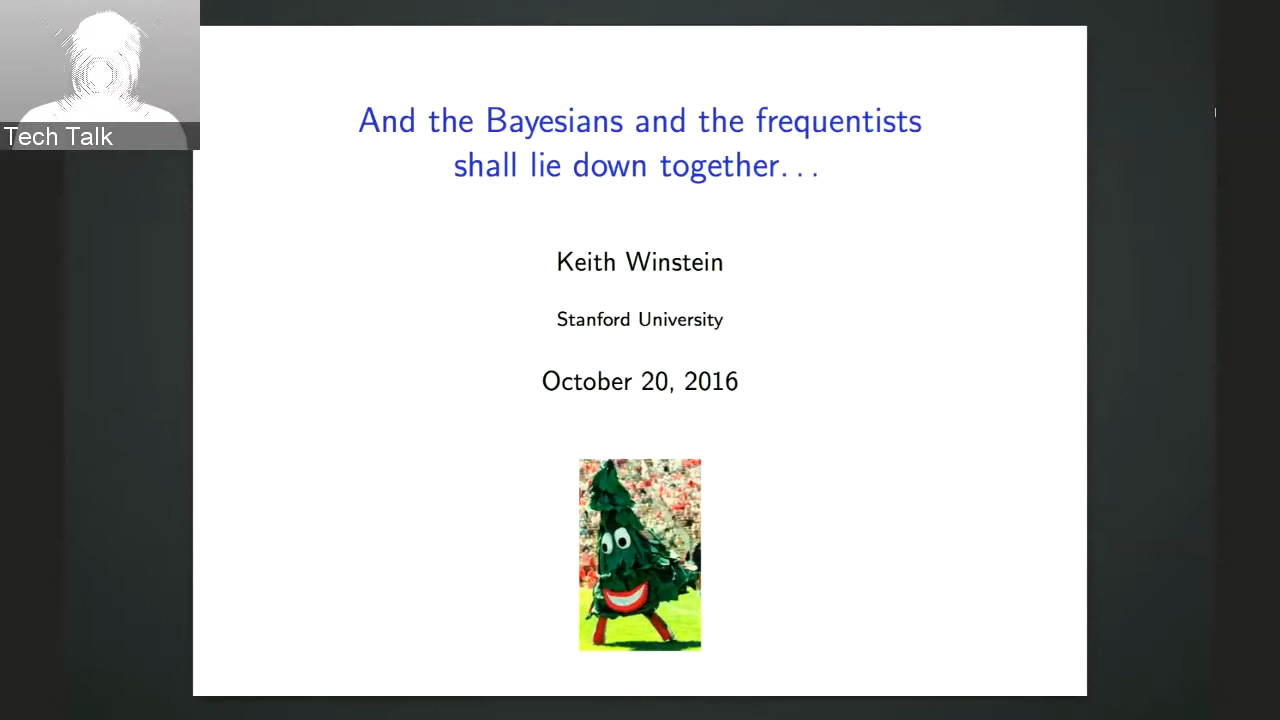 Tech Talk
And the Bayesians and the frequentists
shall lie down together...
Keith Winstein
Stanford University
October 20, 2016